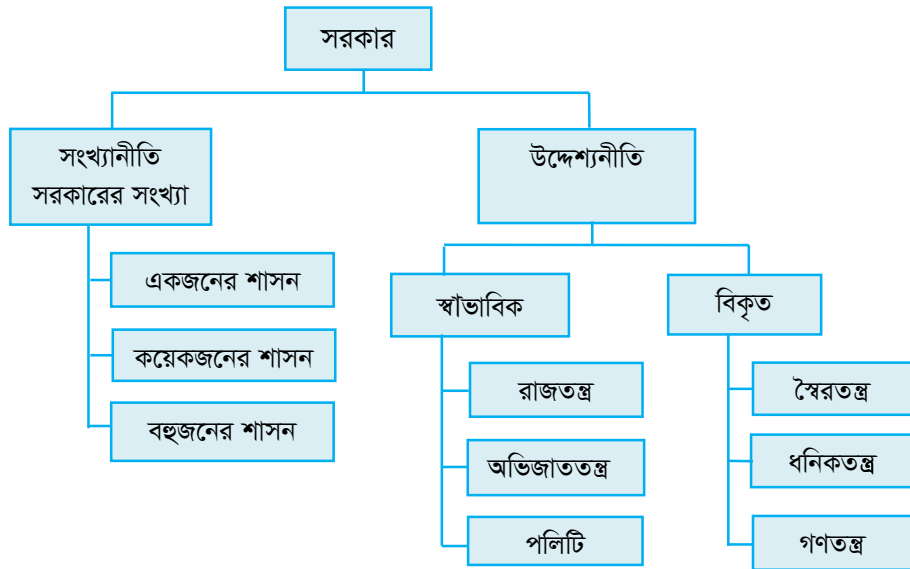 সরকার
সংখ্যানীতি
সরকারের সংখ্যা
একজনের শাসন
কয়েকজনের শাসন
বহুজনের শাসন
উদ্দেশ্যনীতি
স্বাভাবিক
রাজতন্ত্র
অভিজাততন্ত্র
পলিটি
বিকৃত
স্বৈরতন্ত্র
ধনিকতন্ত্র
গণতন্ত্র